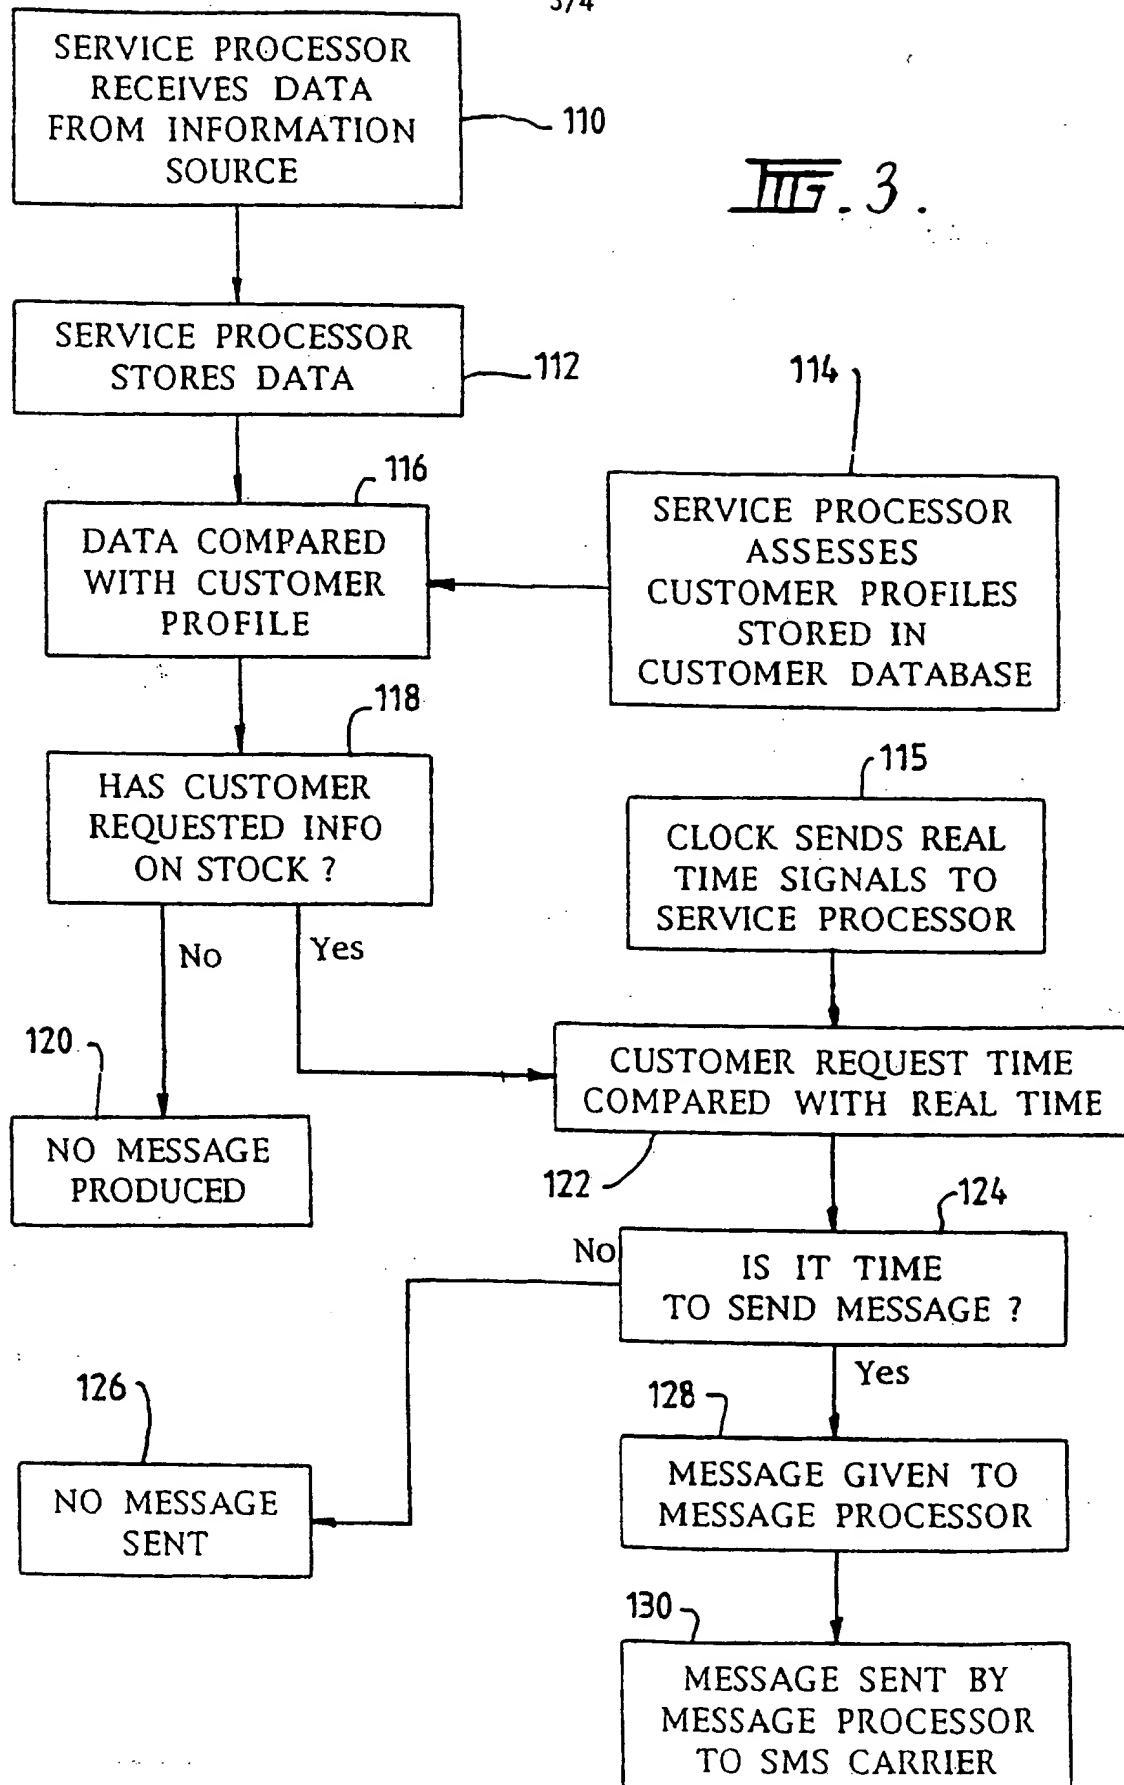 3/4
SERVICE PROCESSOR
RECEIVES DATA
FROM INFORMATION
SOURCE
110
FIG. 3.
SERVICE PROCESSOR
STORES DATA
112
114
116
DATA COMPARED
WITH CUSTOMER
PROFILE
SERVICE PROCESSOR
ASSESSES
CUSTOMER PROFILES
STORED IN
CUSTOMER DATABASE
118
HAS CUSTOMER
REQUESTED INFO
ON STOCK ?
115
CLOCK SENDS REAL
TIME SIGNALS TO
SERVICE PROCESSOR
No
Yes
120
NO MESSAGE
PRODUCED
CUSTOMER REQUEST TIME
COMPARED WITH REAL TIME
122
124
No
IS IT TIME
TO SEND MESSAGE ?
Yes
126
NO MESSAGE
SENT
128
MESSAGE GIVEN TO
MESSAGE PROCESSOR
130
MESSAGE SENT BY
MESSAGE PROCESSOR
TO SMS CARRIER